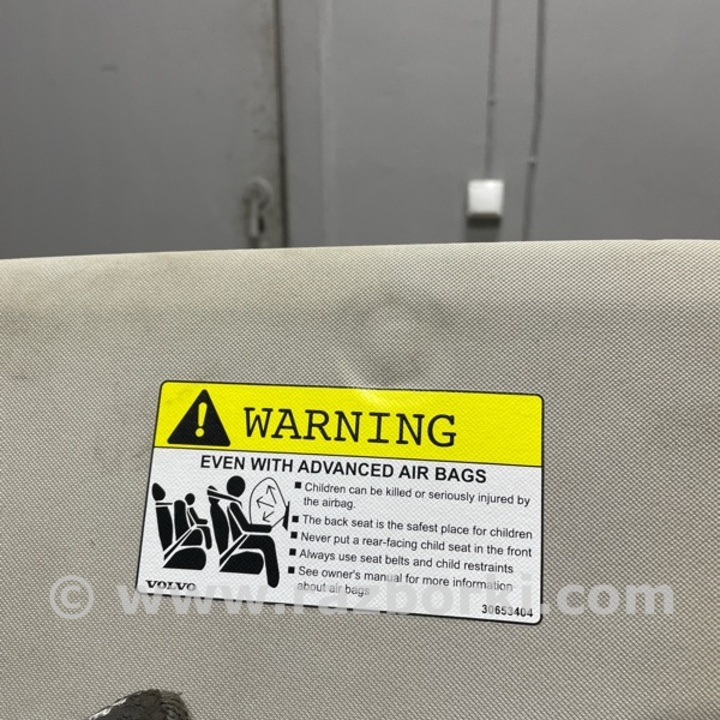 WARNING
EVEN WITH ADVANCED AIR BAGS
▪ Children can be killed or seriously injured by
the airbag.
▪ The back seat is the safest place for children
▪ Never put a rear-facing child seat in the front
▪ Always use seat belts and child restraints
▪ See owner's manual for more information
about air bags
VOLVO
30653404
© www.razborni.com